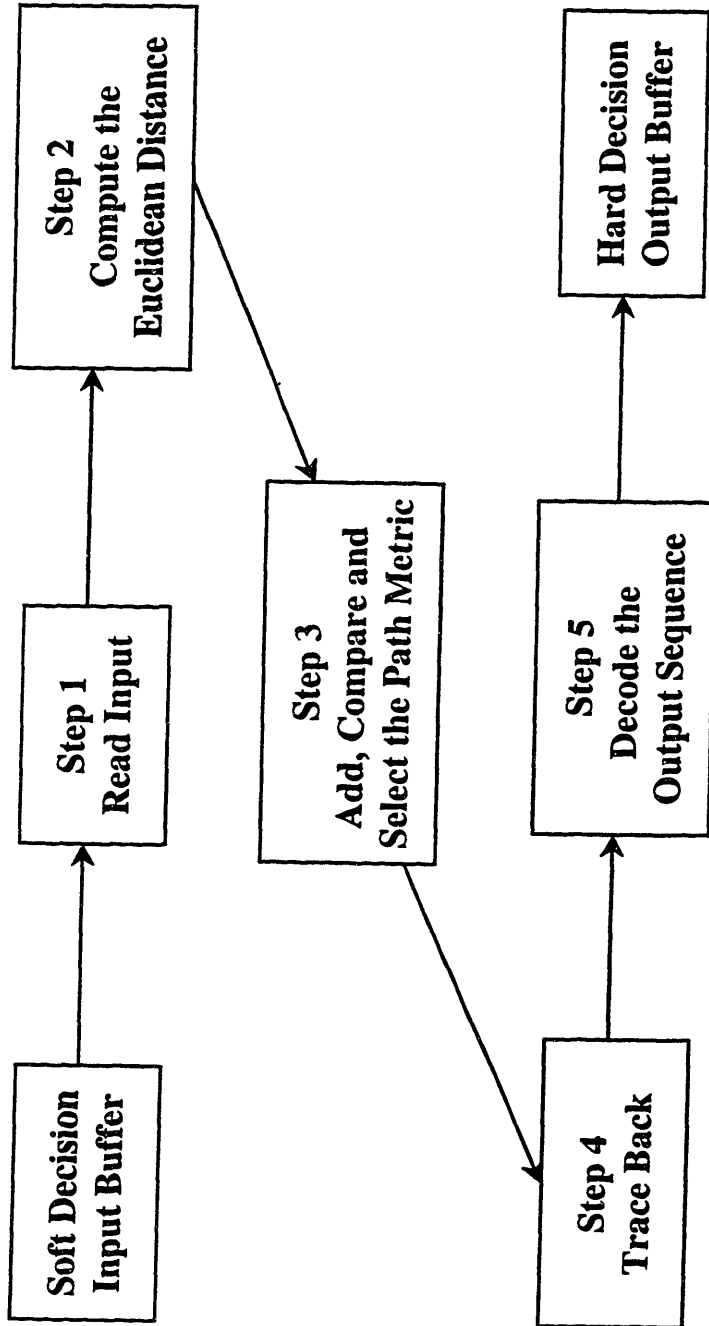 Soft Decision
Input Buffer
Step 1
Read Input
Step 2
Compute the
Euclidean Distance
Step 3
Add, Compare and
Select the Path Metric
Step 4
Trace Back
Step 5
Decode the
Output Sequence
Hard Decision
Output Buffer